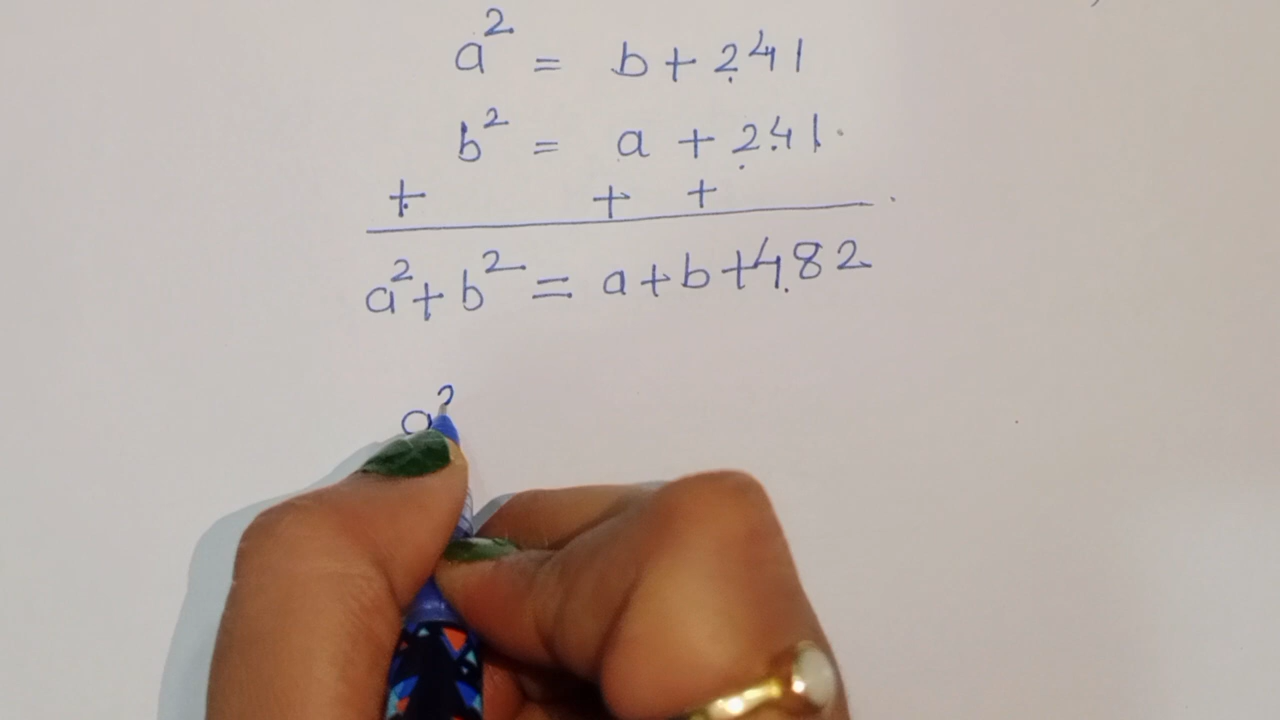 a² = b + 241
b² = a + 241
+ + +
a² + b² = a + b + 482
a²